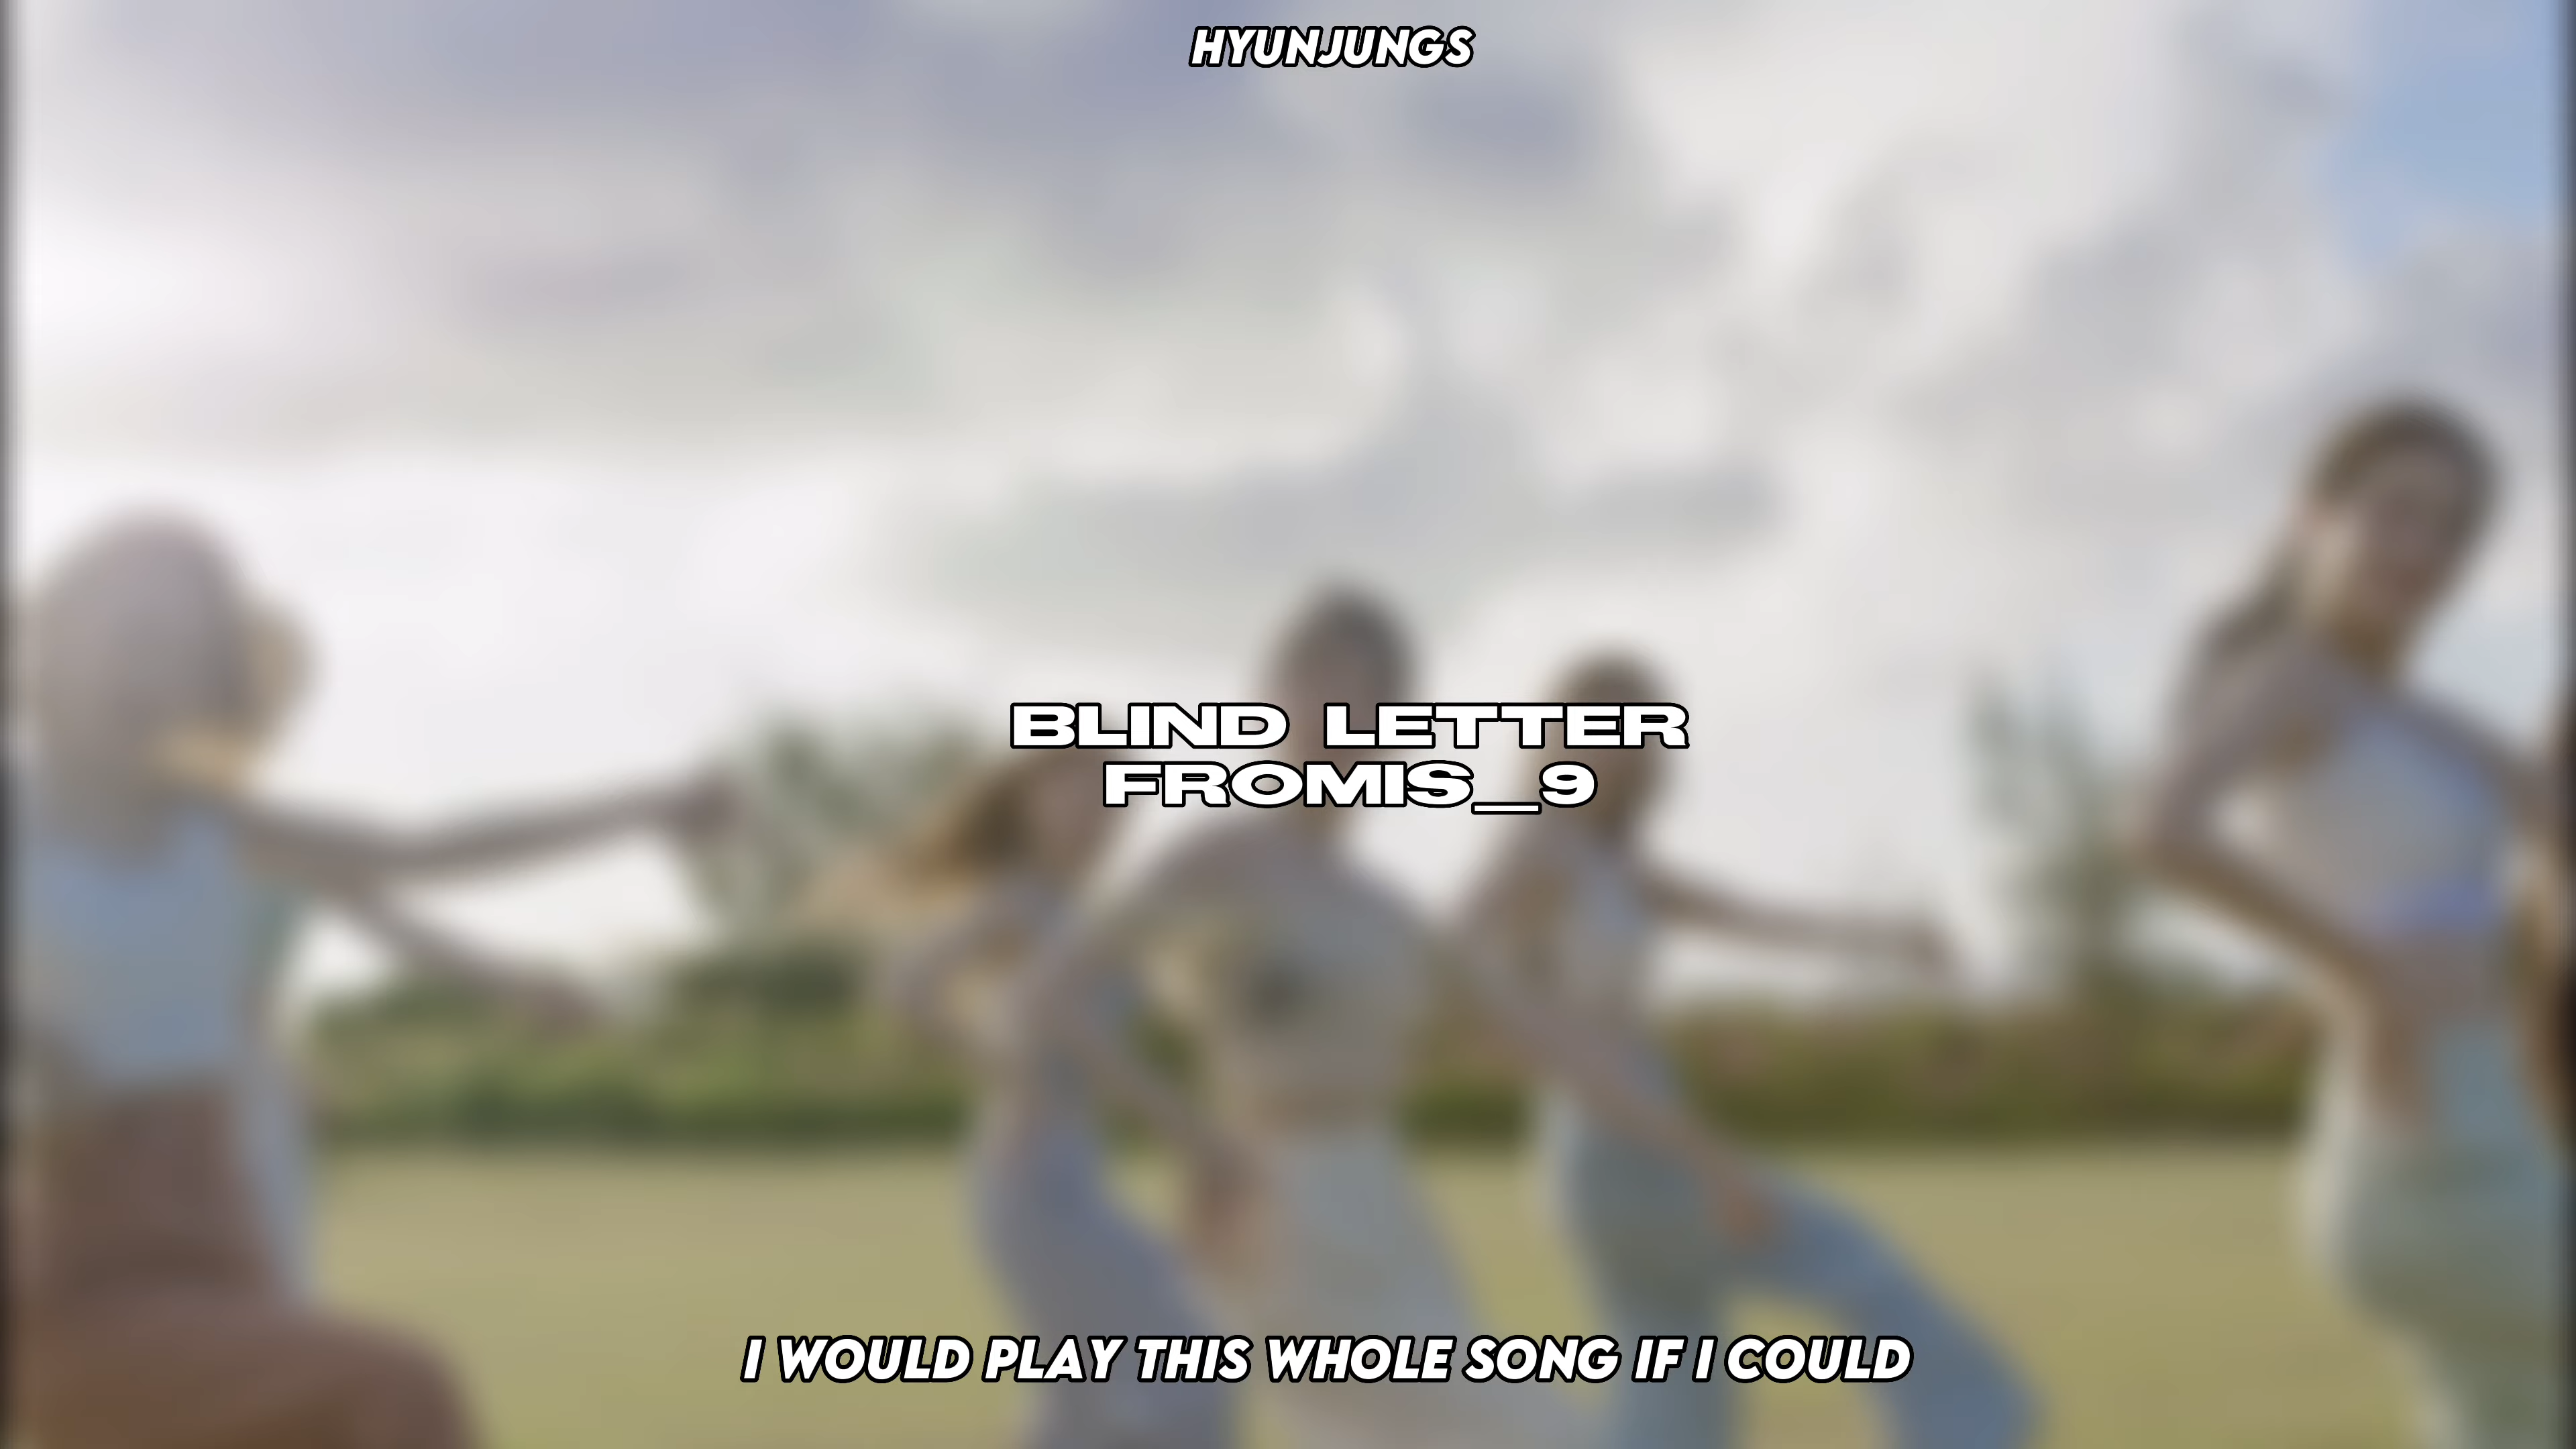 HYUNJUNGS
BLIND LETTER
FROMIS_9
I WOULD PLAY THIS WHOLE SONG IF I COULD